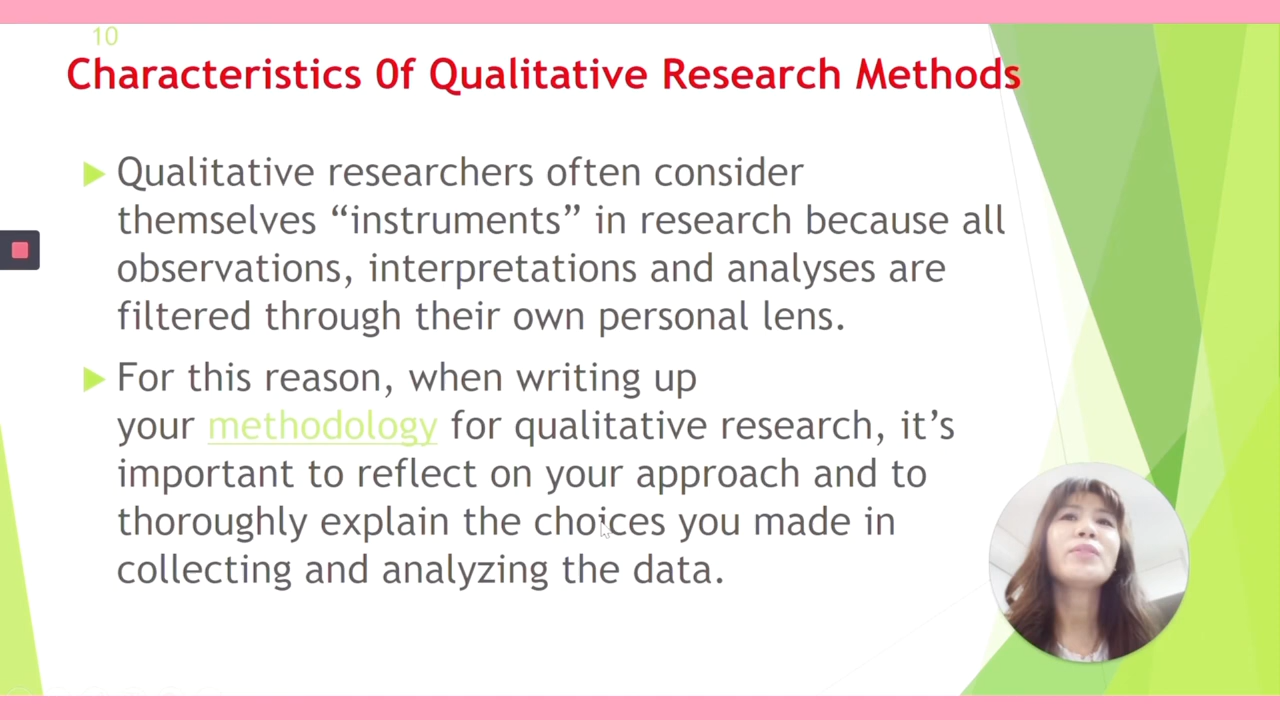 10
Characteristics 0f Qualitative Research Methods
Qualitative researchers often consider
themselves “instruments” in research because all
observations, interpretations and analyses are
filtered through their own personal lens.
For this reason, when writing up
your methodology for qualitative research, it’s
important to reflect on your approach and to
thoroughly explain the choices you made in
collecting and analyzing the data.